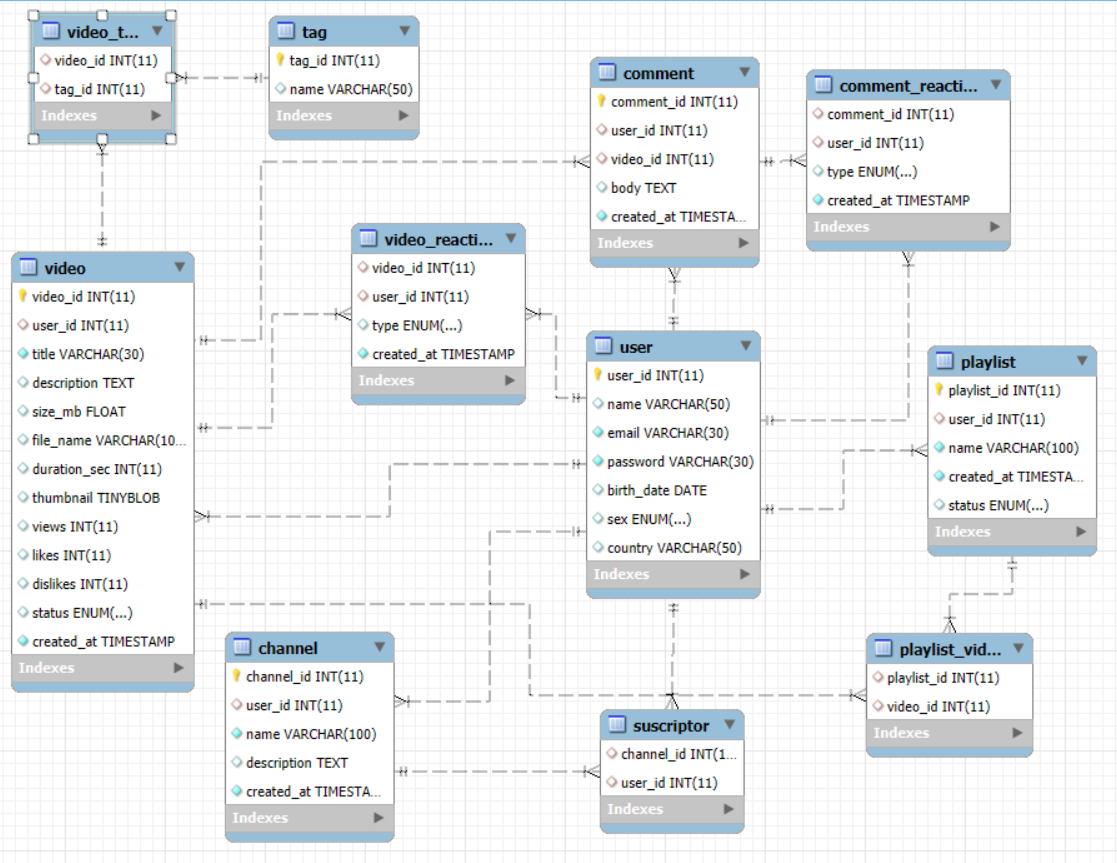 video_t...
video_id INT(11)
tag_id INT(11)
Indexes
tag
tag_id INT(11)
name VARCHAR(50)
Indexes
comment
comment_id INT(11)
user_id INT(11)
video_id INT(11)
body TEXT
created_at TIMESTA...
Indexes
comment_reacti...
comment_id INT(11)
user_id INT(11)
type ENUM(...)
created_at TIMESTAMP
Indexes
video_reacti...
video_id INT(11)
user_id INT(11)
type ENUM(...)
created_at TIMESTAMP
Indexes
video
video_id INT(11)
user_id INT(11)
title VARCHAR(30)
description TEXT
size_mb FLOAT
file_name VARCHAR(10...
duration_sec INT(11)
thumbnail TINYBLOB
views INT(11)
likes INT(11)
dislikes INT(11)
status ENUM(...)
created_at TIMESTAMP
Indexes
user
user_id INT(11)
name VARCHAR(50)
email VARCHAR(30)
password VARCHAR(30)
birth_date DATE
sex ENUM(...)
country VARCHAR(50)
Indexes
playlist
playlist_id INT(11)
user_id INT(11)
name VARCHAR(100)
created_at TIMESTA...
status ENUM(...)
Indexes
channel
channel_id INT(11)
user_id INT(11)
name VARCHAR(100)
description TEXT
created_at TIMESTA...
Indexes
suscriptor
channel_id INT(1...
user_id INT(11)
Indexes
playlist_vid...
playlist_id INT(11)
video_id INT(11)
Indexes